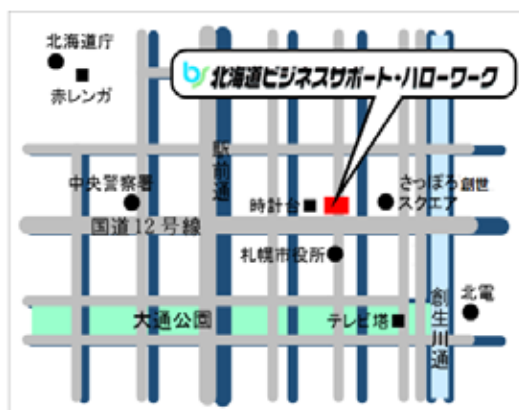 北海道庁
赤レンガ
bs 北海道ビジネスサポート・ハローワーク
駅前通
中央警察署
時計台
さっぽろ創世
スクエア
国道12号線
札幌市役所
創生川通
北電
大通公園
テレビ塔